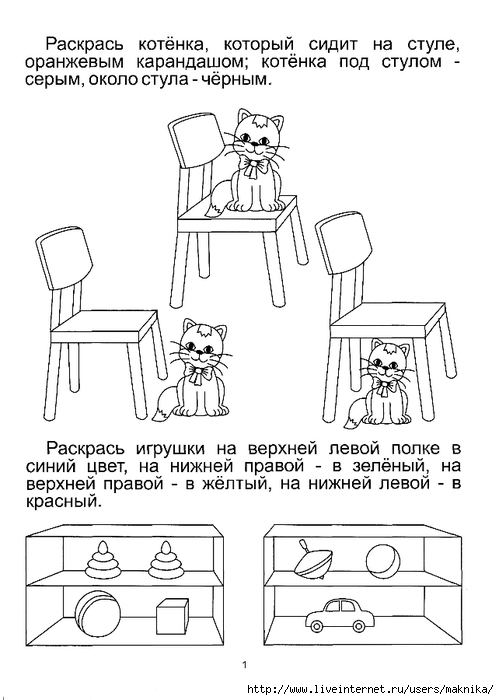 Раскрась котёнка, который сидит на стуле,
оранжевым карандашом; котёнка под стулом -
серым, около стула - чёрным.
Раскрась игрушки на верхней левой полке в
синий цвет, на нижней правой - в зелёный, на
верхней правой - в жёлтый, на нижней левой - в
красный.
1
http://www.liveinternet.ru/users/maknika/